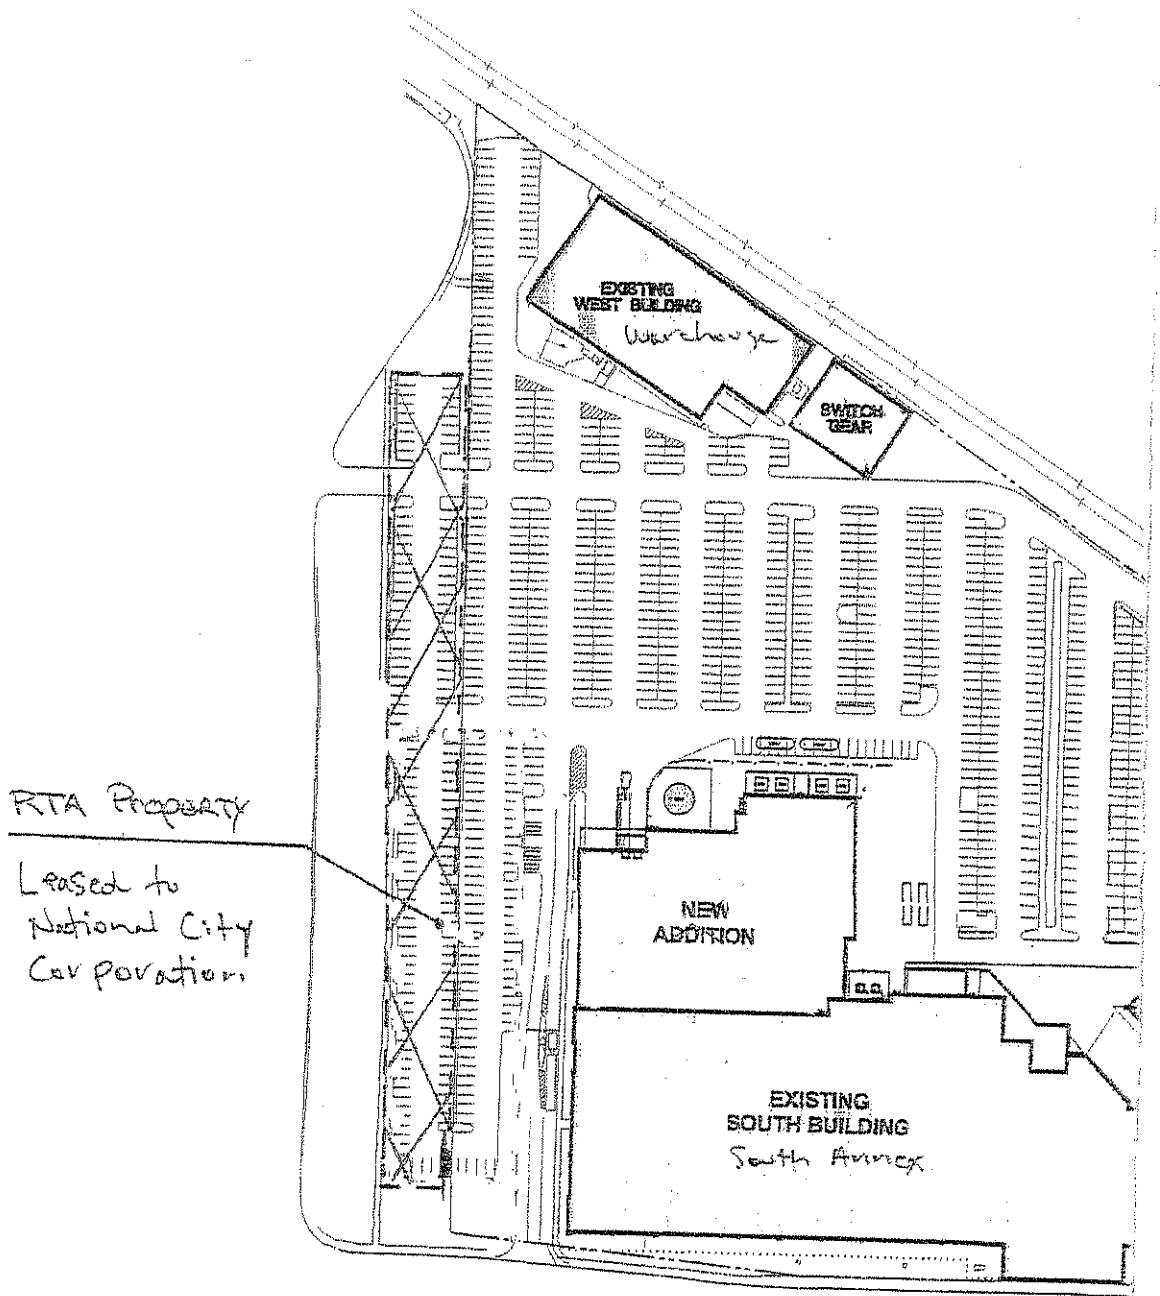 EXISTING
WEST BUILDING
Warehouse
SWITCH
GEAR
RTA PROPERTY
Leased to
National City
Corporation
NEW
ADDITION
EXISTING
SOUTH BUILDING
South Annex